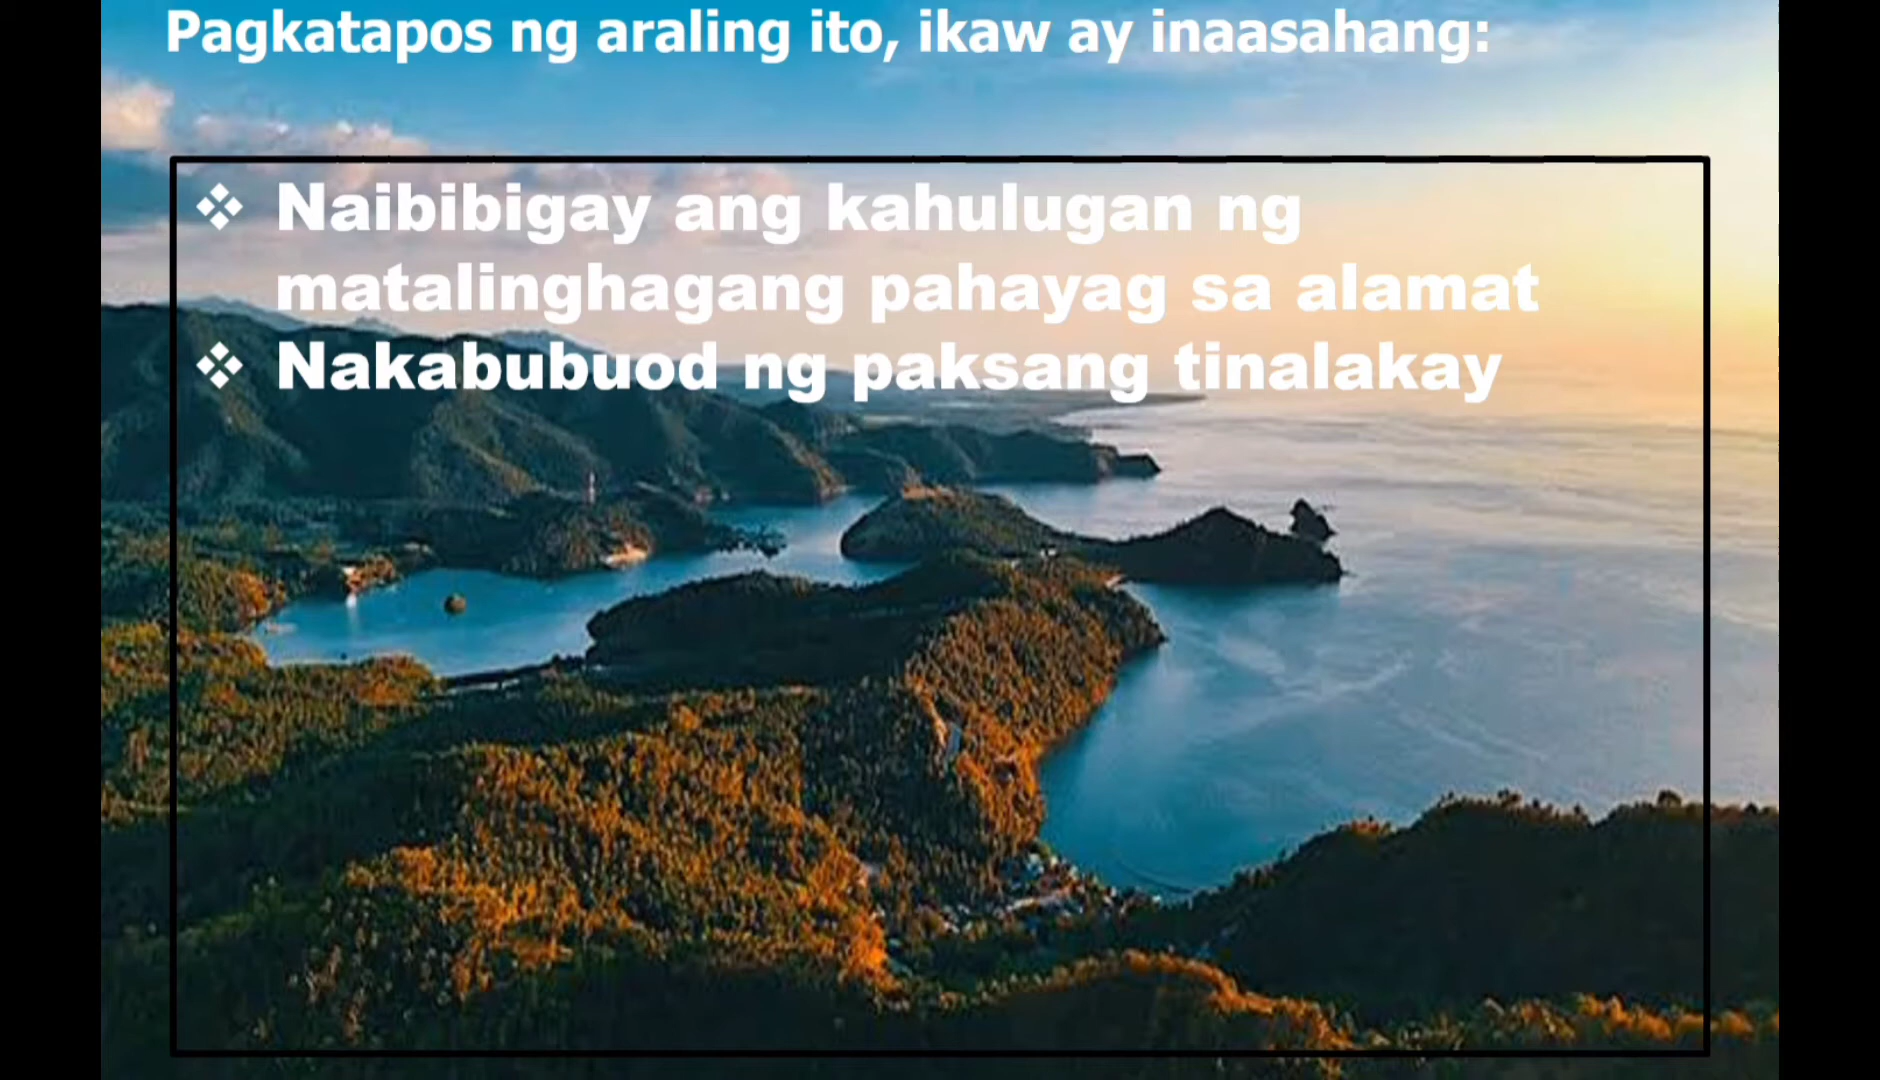 Pagkatapos ng araling ito, ikaw ay inaasahang:
❖ Naibibigay ang kahulugan ng
matalinghagang pahayag sa alamat
❖ Nakabubuod ng paksang tinalakay